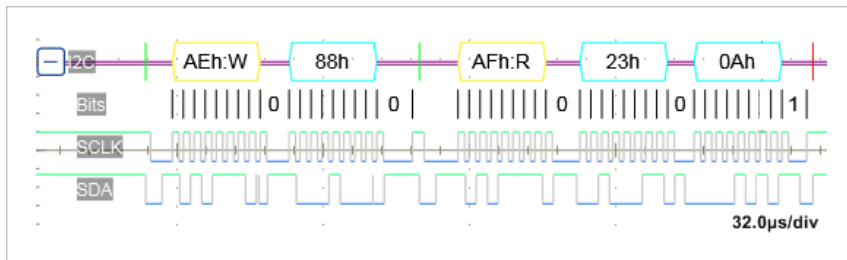 I2C AEh:W 88h AFh:R 23h 0Ah
Bits 0 0 0 0 1
SCLK
SDA
32.0µs/div